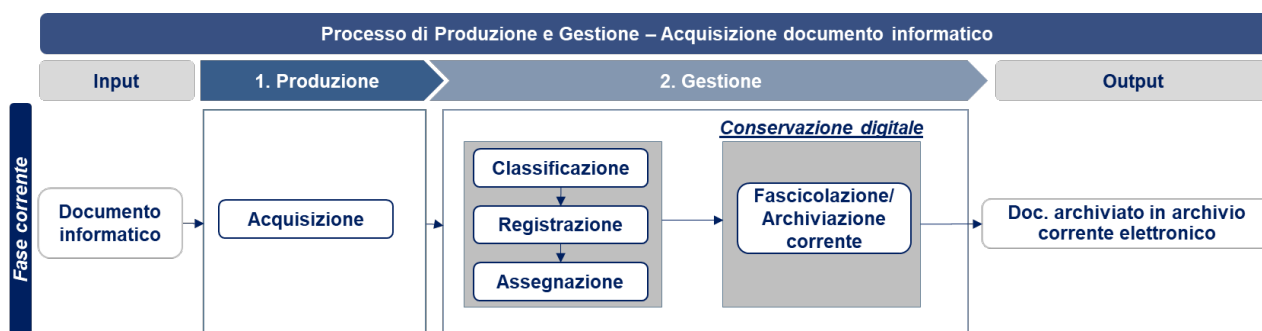 Processo di Produzione e Gestione – Acquisizione documento informatico
Input
1. Produzione
2. Gestione
Output
Fase corrente
Documento
informatico
Acquisizione
Classificazione
Registrazione
Assegnazione
Conservazione digitale
Fascicolazione/
Archiviazione
corrente
Doc. archiviato in archivio
corrente elettronico